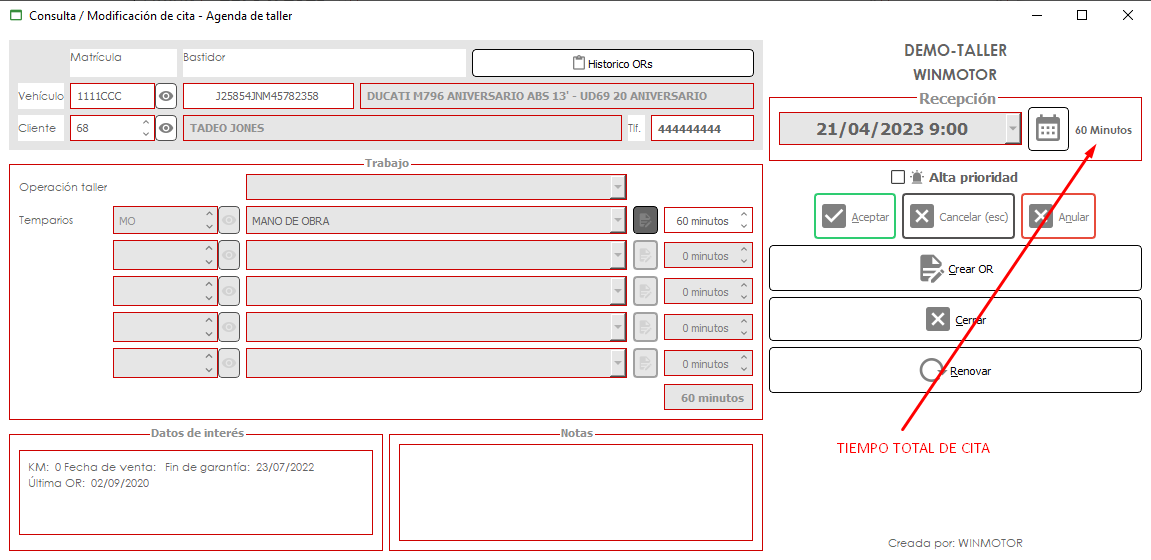 Consulta / Modificación de cita - Agenda de taller
Matrícula Bastidor
Historico ORs
Vehículo 1111CCC J25854JNM45782358 DUCATI M796 ANIVERSARIO ABS 13' - UD69 20 ANIVERSARIO
Cliente 68 TADEO JONES Tlf. 444444444
DEMO-TALLER
WINMOTOR
Recepción
21/04/2023 9:00 60 Minutos
Alta prioridad
Aceptar Cancelar (esc) Anular
Crear OR
Cerrar
Renovar
TIEMPO TOTAL DE CITA
Trabajo
Operación taller
Temparios MO MANO DE OBRA 60 minutos
0 minutos
0 minutos
0 minutos
0 minutos
60 minutos
Datos de interés
KM: 0 Fecha de venta: Fin de garantía: 23/07/2022
Última OR: 02/09/2020
Notas
Creada por: WINMOTOR